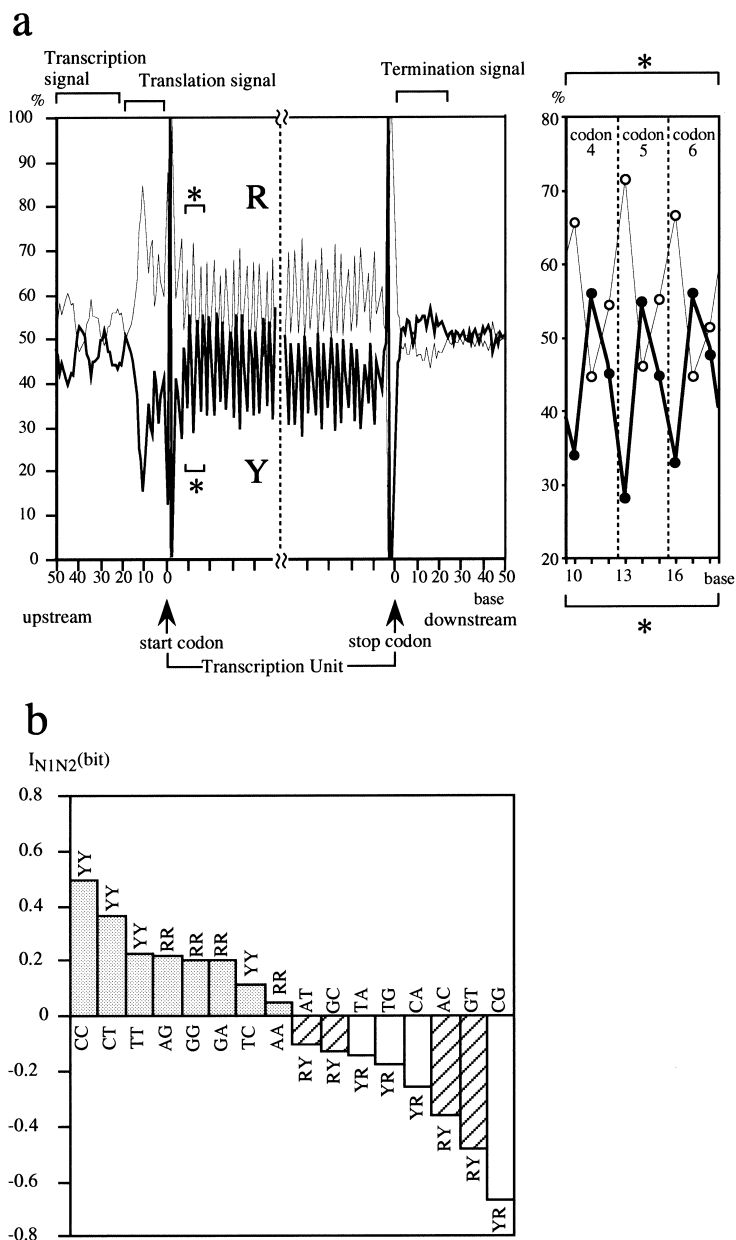 a
Transcription signal
Translation signal
Termination signal
*
%
100
90
80
70
60
50
40
30
20
10
0
* R
Y
*
50 40 30 20 10 0
0 10 20 30 40 50
base
upstream
downstream
start codon
stop codon
Transcription Unit
%
80
70
60
50
40
30
20
codon 4
codon 5
codon 6
10 13 16 base
*
b
I_N1N2(bit)
0.8
0.6
0.4
0.2
0
-0.2
-0.4
-0.6
-0.8
YY YY YY RR RR RR YY RR
CC CT TT AG GG GA TC AA
AT GC TA TG CA AC GT CG
RY RY YR YR YR RY RY YR